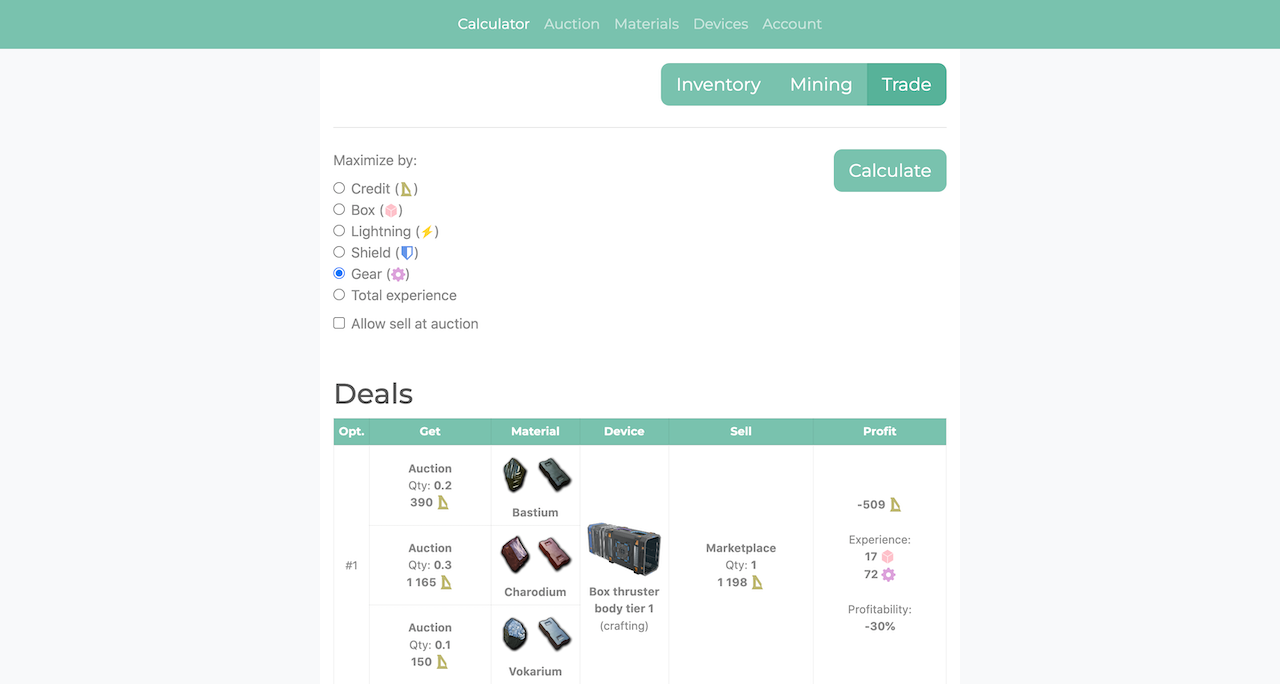 Calculator Auction Materials Devices Account
Inventory Mining Trade
Maximize by:
Calculate
Credit ( )
Box ( )
Lightning ( )
Shield ( )
Gear ( )
Total experience
Allow sell at auction
Deals
Opt. Get Material Device Sell Profit
#1
Auction
Qty: 0.2
390
Bastium
Auction
Qty: 0.3
1 165
Charodium
Auction
Qty: 0.1
150
Vokarium
Box thruster
body tier 1
(crafting)
Marketplace
Qty: 1
1 198
-509
Experience:
17
72
Profitability:
-30%